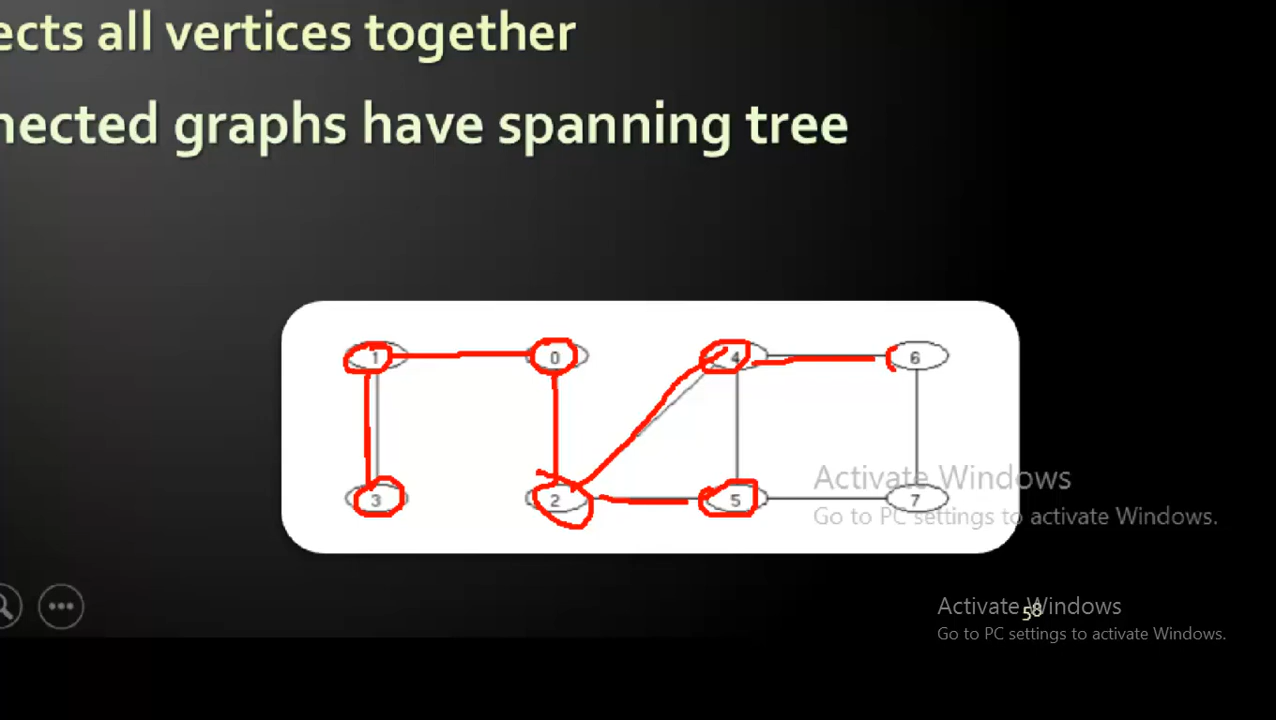 ects all vertices together
nected graphs have spanning tree
1 0 4 6
3 2 5 7
Activate Windows
Go to PC settings to activate Windows.
Activate Windows
58
Go to PC settings to activate Windows.